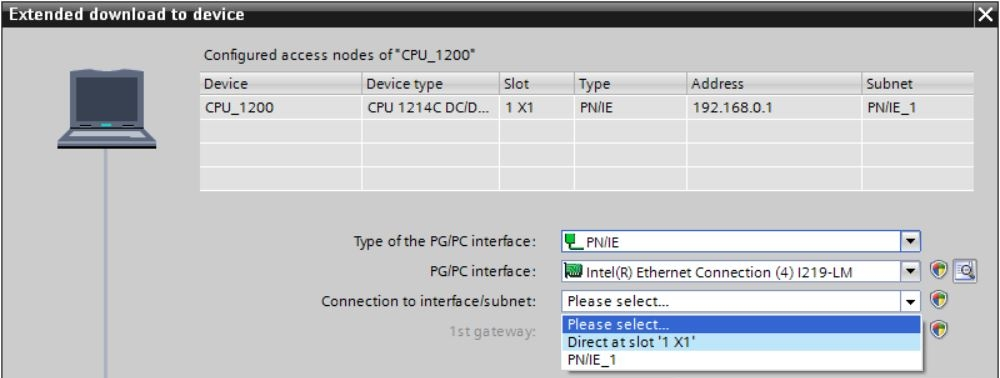 Extended download to device
Configured access nodes of "CPU_1200"
Device Device type Slot Type Address Subnet
CPU_1200 CPU 1214C DC/D... 1 X1 PN/IE 192.168.0.1 PN/IE_1
Type of the PG/PC interface: PN/IE
PG/PC interface: Intel(R) Ethernet Connection (4) I219-LM
Connection to interface/subnet: Please select...
1st gateway: Please select...
Direct at slot '1 X1'
PN/IE_1